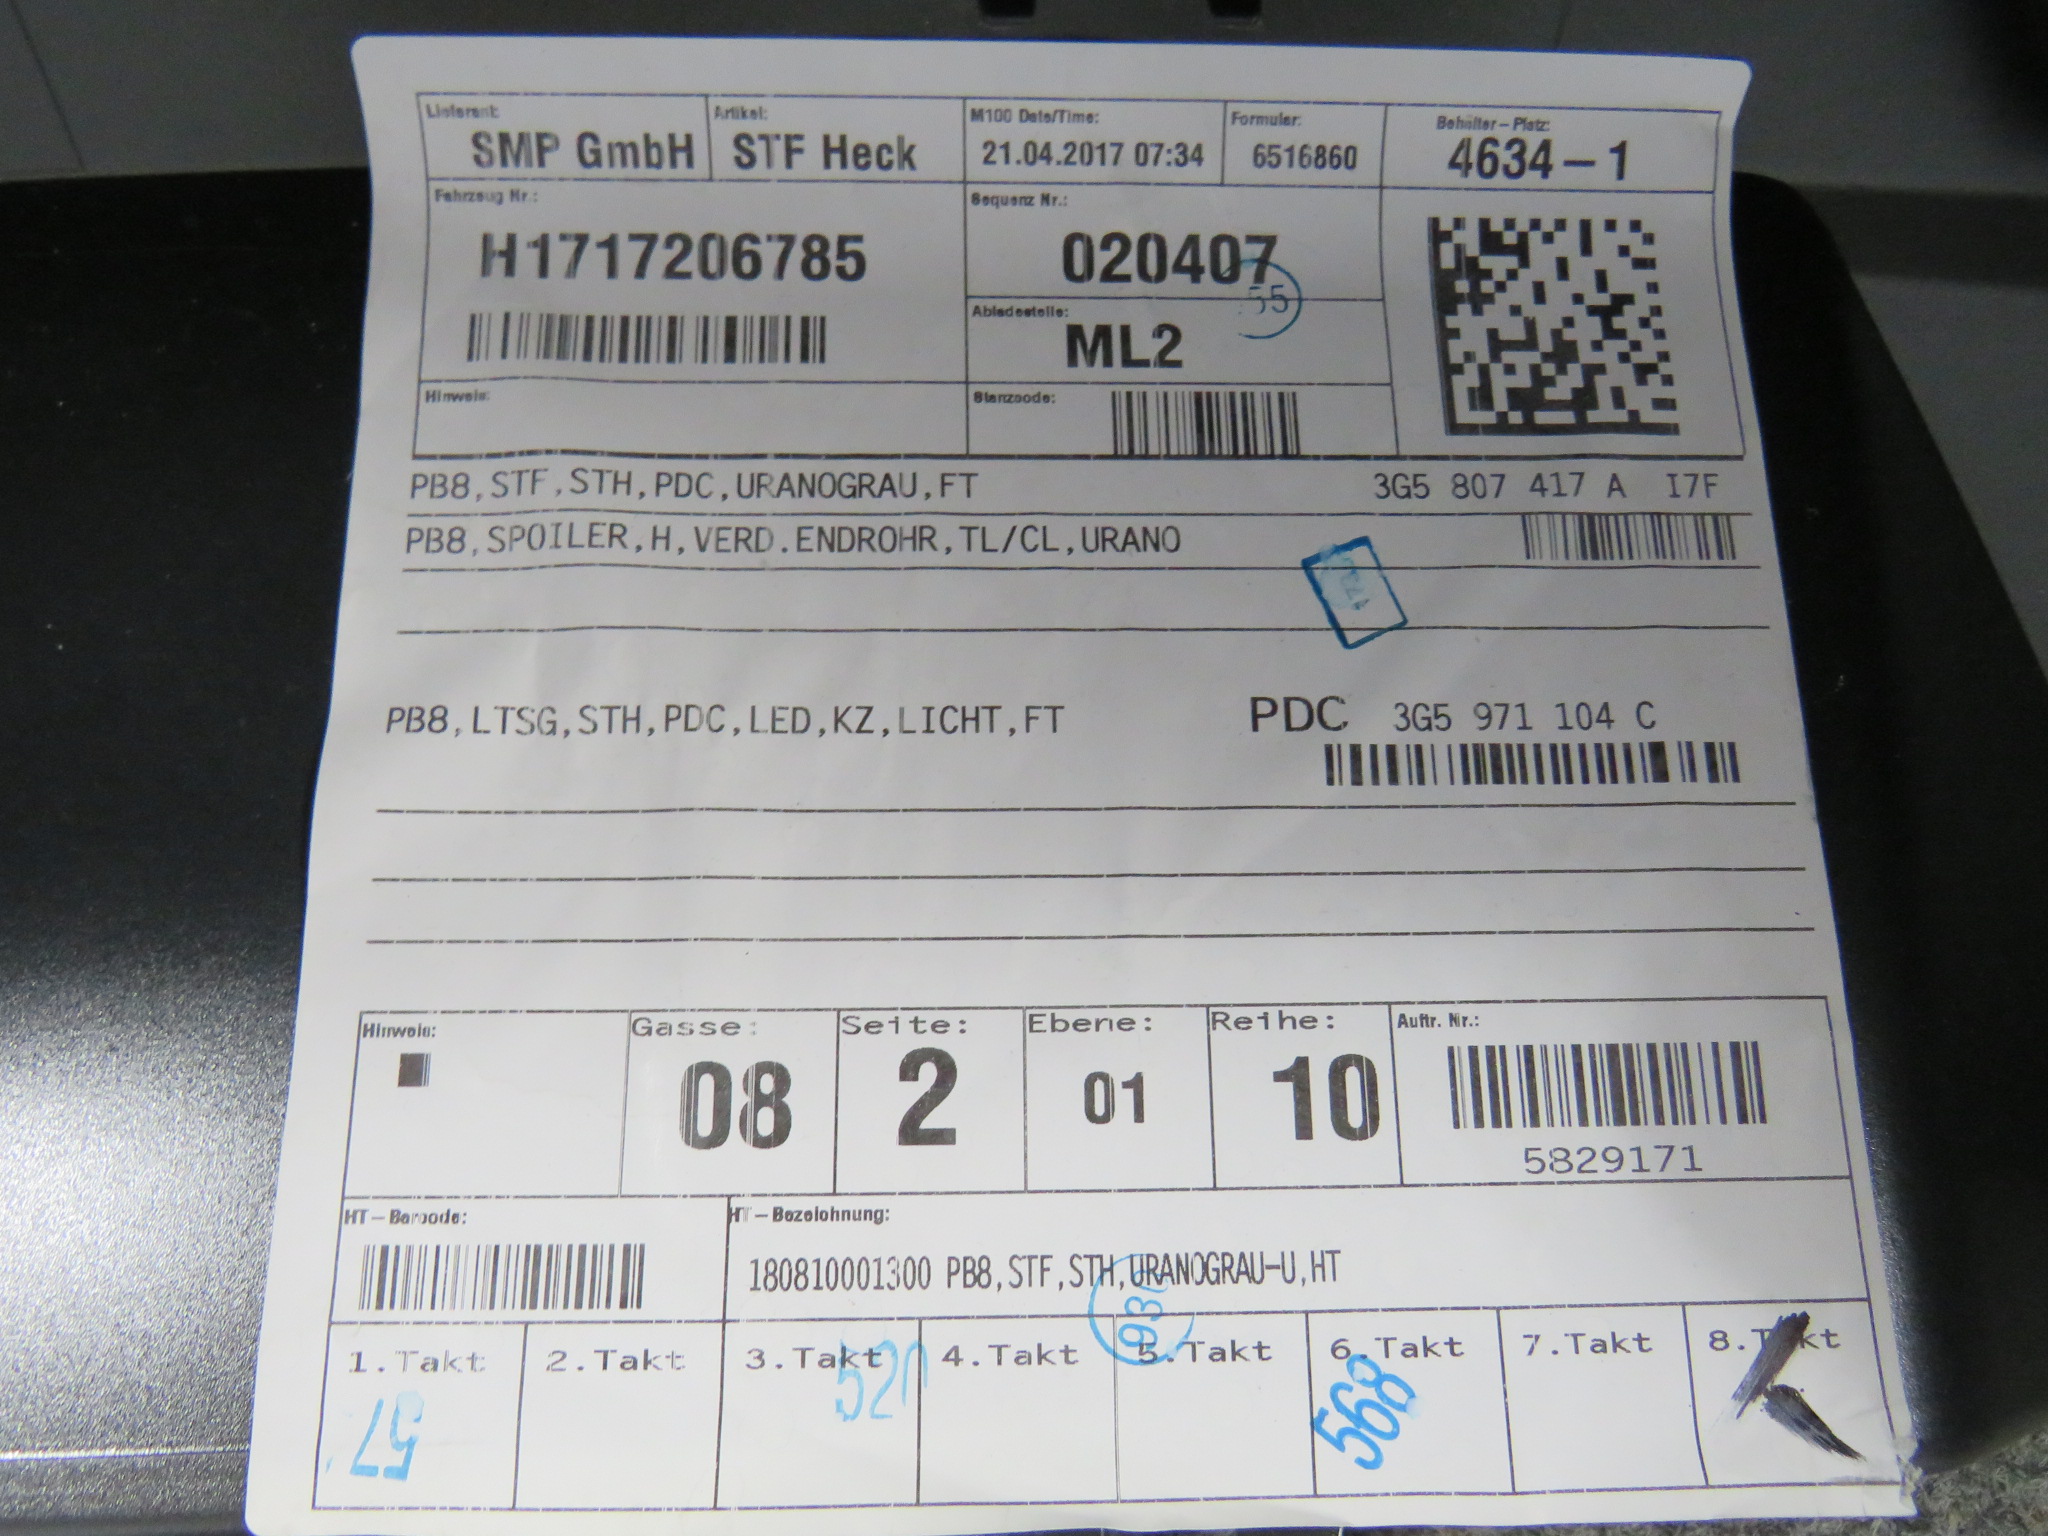 Lieferant: Artikel: M100 Date/Time: Formular: Behälter-Platz:
SMP GmbH STF Heck 21.04.2017 07:34 6516860 4634-1
Fahrzeug Nr.: Sequenz Nr.:
H1717206785 020407
55
Abladestelle:
ML2
Hinweis: Glanzcode:
PB8,STF,STH,PDC,URANOGRAU,FT 3G5 807 417 A I7F
PB8,SPOILER,H,VERD.ENDROHR,TL/CL,URANO
PB8,LTSG,STH,PDC,LED,KZ,LICHT,FT PDC 3G5 971 104 C
Hinweis: Gasse: Seite: Ebene: Reihe: Auftr. Nr.:
08 2 01 10
5829171
HT-Barcode: HT-Bezeichnung:
180810001300 PB8,STF,STH,URANOGRAU-U,HT
1.Takt 2.Takt 3.Takt 4.Takt 5.Takt 6.Takt 7.Takt 8.Takt
57 520 568